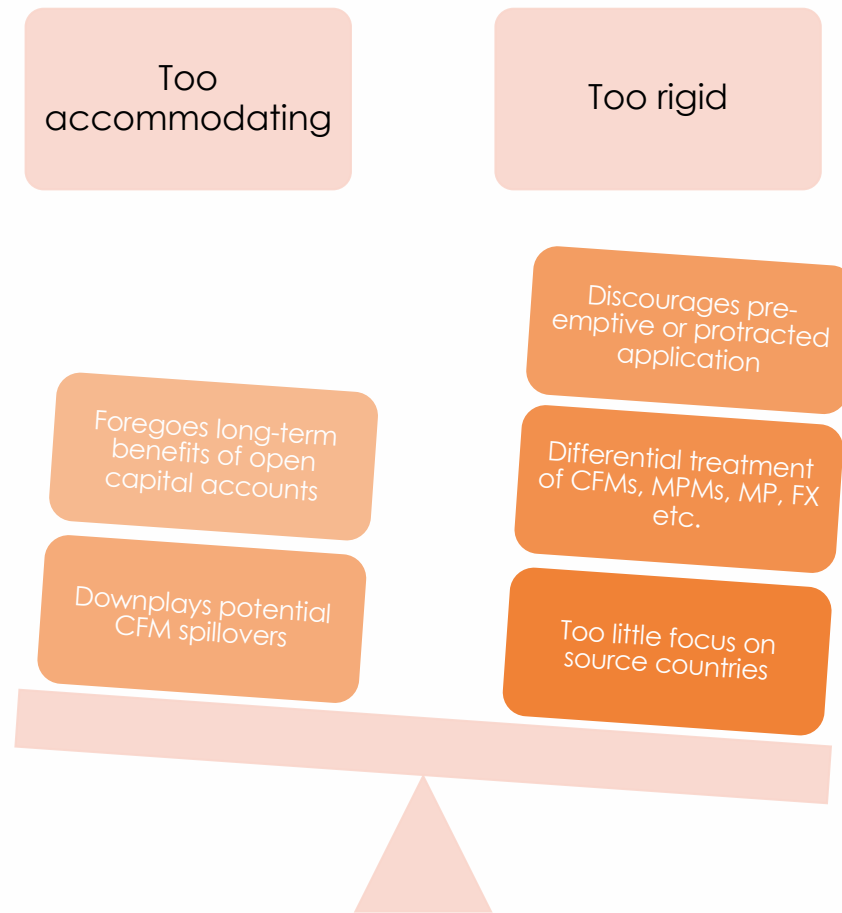 Too
accommodating
Too rigid
Foregoes long-term
benefits of open
capital accounts
Downplays potential
CFM spillovers
Discourages pre-
emptive or protracted
application
Differential treatment
of CFMs, MPMs, MP, FX
etc.
Too little focus on
source countries